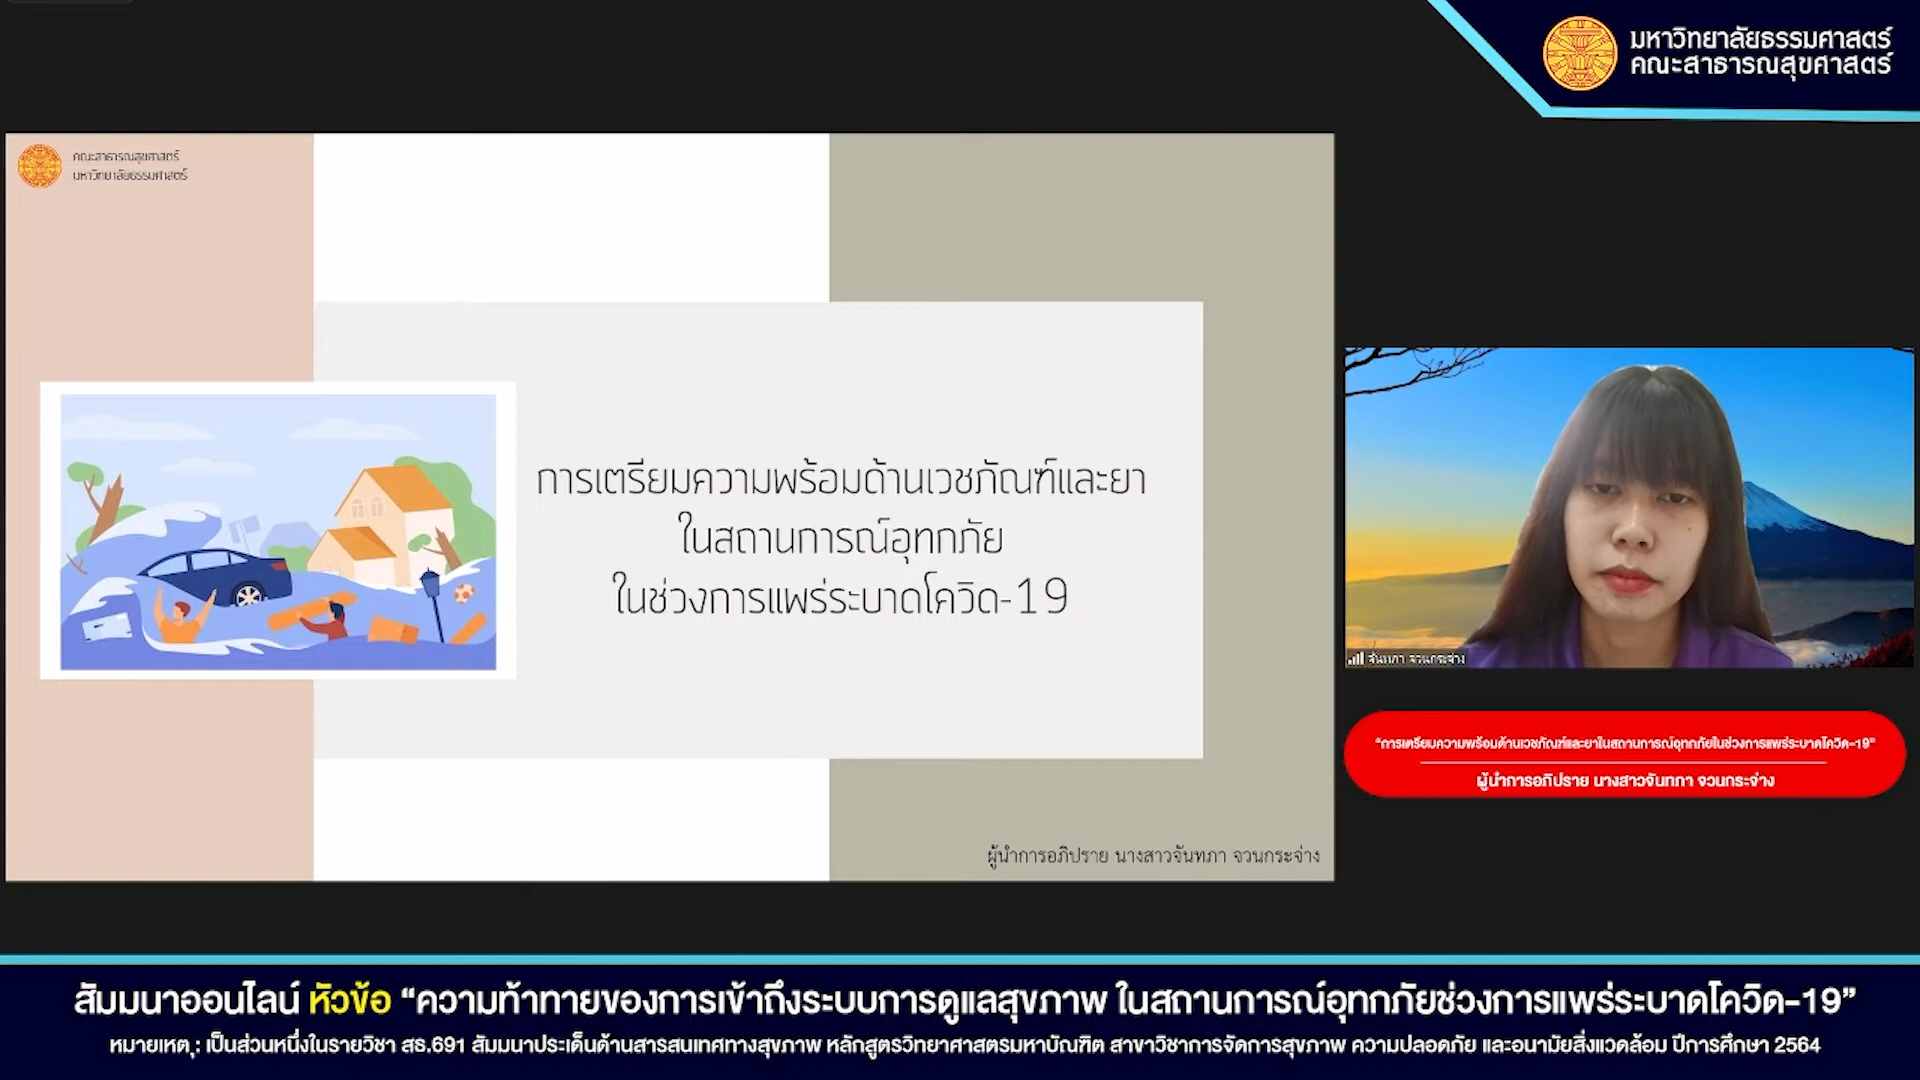 มหาวิทยาลัยธรรมศาสตร์
คณะสาธารณสุขศาสตร์
คณะสาธารณสุขศาสตร์
มหาวิทยาลัยธรรมศาสตร์
การเตรียมความพร้อมด้านเวชภัณฑ์และยา
ในสถานการณ์อุทกภัย
ในช่วงการแพร่ระบาดโควิด-19
ผู้นำการอภิปราย นางสาวจันทภา จวนกระจ่าง
จันทภา จวนกระจ่าง
“การเตรียมความพร้อมด้านเวชภัณฑ์และยาในสถานการณ์อุทกภัยในช่วงการแพร่ระบาดโควิด-19”
ผู้นำการอภิปราย นางสาวจันทภา จวนกระจ่าง
สัมมนาออนไลน์ หัวข้อ “ความท้าทายของการเข้าถึงระบบการดูแลสุขภาพ ในสถานการณ์อุทกภัยช่วงการแพร่ระบาดโควิด-19”
หมายเหตุ: เป็นส่วนหนึ่งในรายวิชา สธ.691 สัมมนาประเด็นด้านสารสนเทศทางสุขภาพ หลักสูตรวิทยาศาสตรมหาบัณฑิต สาขาวิชาการจัดการสุขภาพ ความปลอดภัย และอนามัยสิ่งแวดล้อม ปีการศึกษา 2564